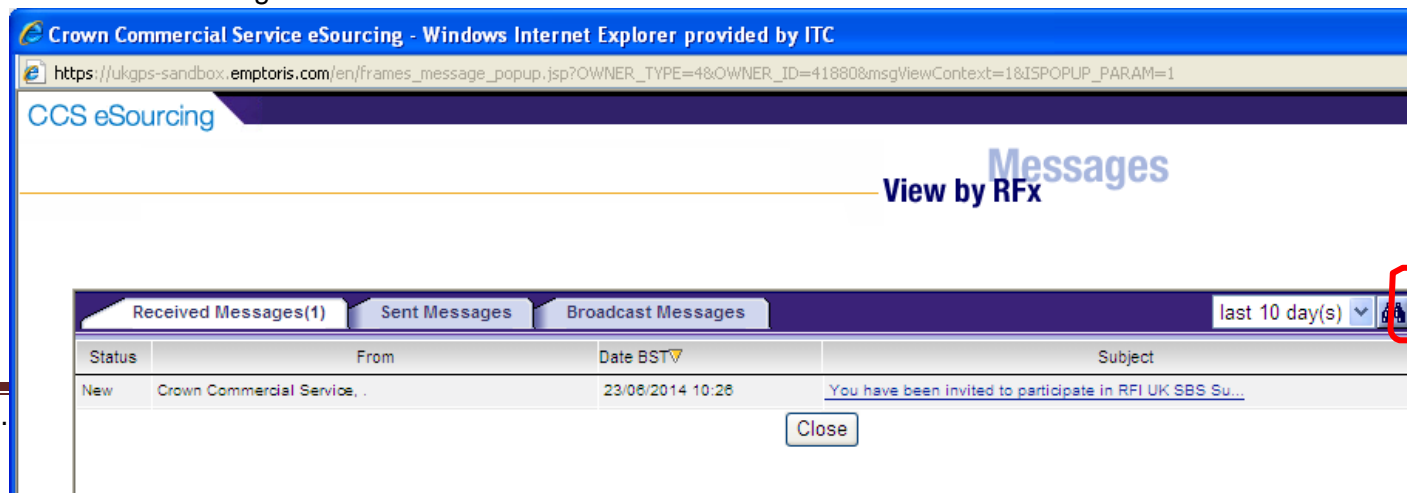 Crown Commercial Service eSourcing - Windows Internet Explorer provided by ITC
https://ukgps-sandbox.emptoris.com/en/frames_message_popup.jsp?OWNER_TYPE=4&OWNER_ID=41880&msgViewContext=1&ISPOPUP_PARAM=1
CCS eSourcing
Messages
View by RFx
Received Messages(1) Sent Messages Broadcast Messages last 10 day(s)
Status From Date BST Subject
New Crown Commercial Service, . 23/06/2014 10:26 You have been invited to participate in RFI UK SBS Su...
Close